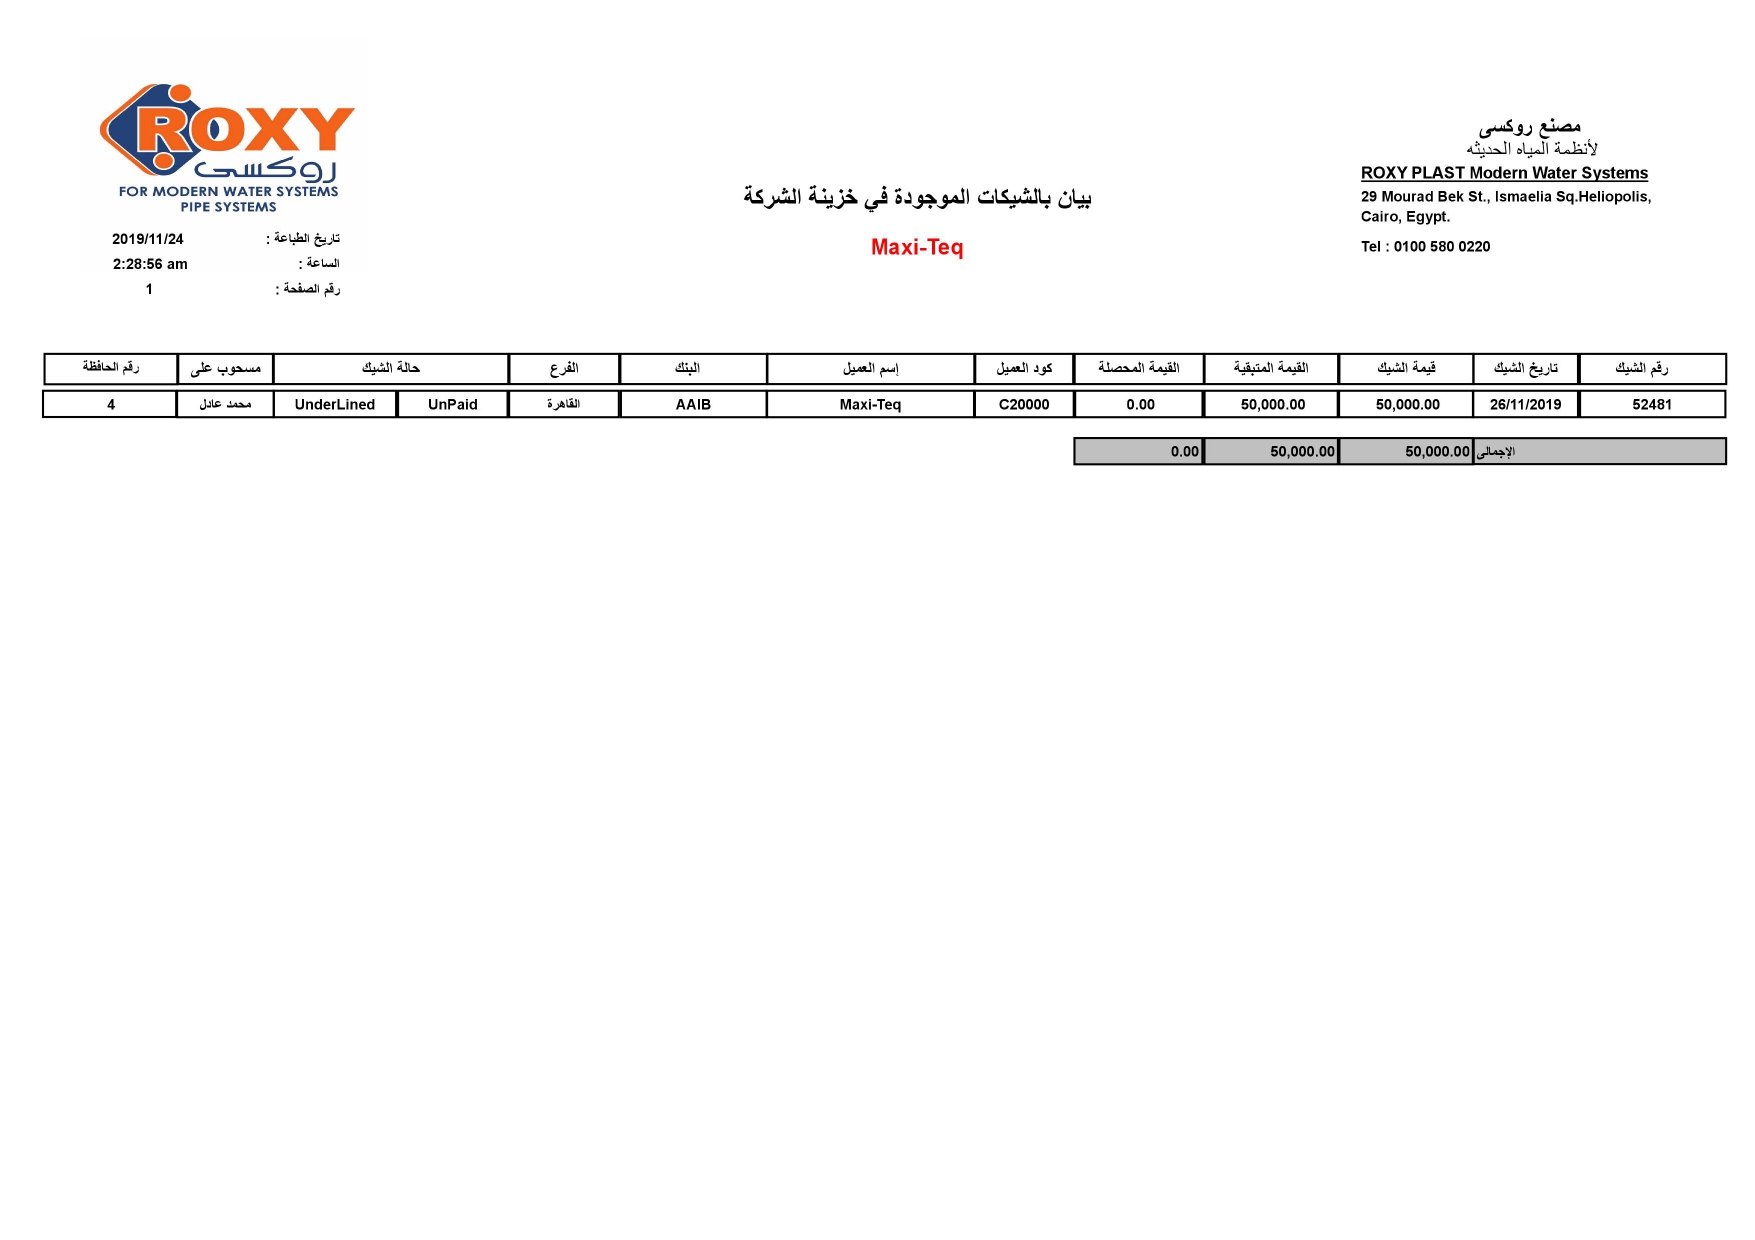 ROXY
روكسى
FOR MODERN WATER SYSTEMS
PIPE SYSTEMS
مصنع روكسى
لأنظمة المياه الحديثه
ROXY PLAST Modern Water Systems
29 Mourad Bek St., Ismaelia Sq.Heliopolis,
Cairo, Egypt.
Tel : 0100 580 0220
بيان بالشيكات الموجودة في خزينة الشركة
Maxi-Teq
تاريخ الطباعة : 2019/11/24
الساعة : 2:28:56 am
رقم الصفحة : 1
رقم الشيك تاريخ الشيك قيمة الشيك القيمة المتبقية القيمة المحصلة كود العميل إسم العميل البنك الفرع حالة الشيك مسحوب على رقم الحافظة
52481 26/11/2019 50,000.00 50,000.00 0.00 C20000 Maxi-Teq AAIB القاهرة UnPaid UnderLined محمد عادل 4
الإجمالى 50,000.00 50,000.00 0.00